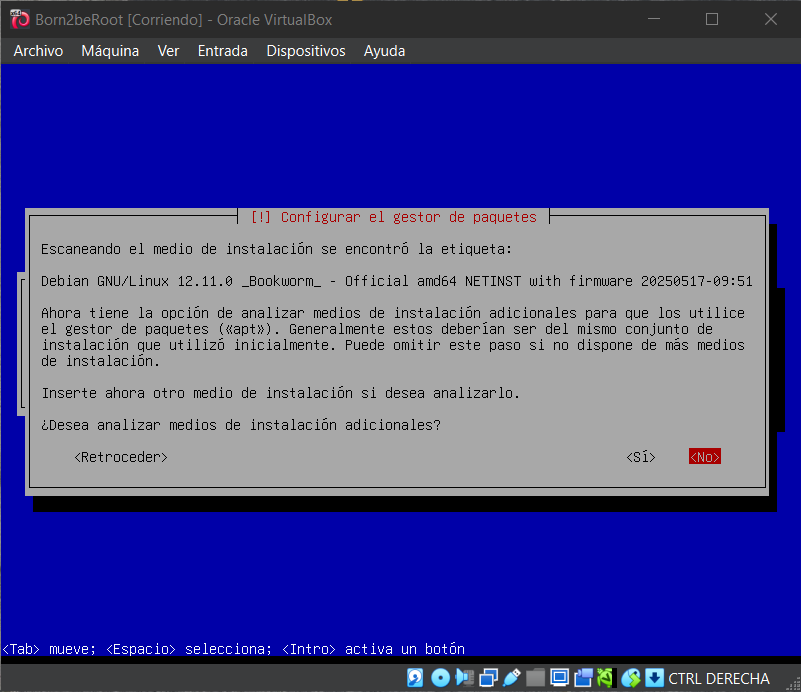 Born2beRoot [Corriendo] - Oracle VirtualBox
Archivo Máquina Ver Entrada Dispositivos Ayuda
[!] Configurar el gestor de paquetes
Escaneando el medio de instalación se encontró la etiqueta:
Debian GNU/Linux 12.11.0 _Bookworm_ - Official amd64 NETINST with firmware 20250517-09:51
Ahora tiene la opción de analizar medios de instalación adicionales para que los utilice
el gestor de paquetes («apt»). Generalmente estos deberían ser del mismo conjunto de
instalación que utilizó inicialmente. Puede omitir este paso si no dispone de más medios
de instalación.
Inserte ahora otro medio de instalación si desea analizarlo.
¿Desea analizar medios de instalación adicionales?
<Retroceder> <Sí> <No>
<Tab> mueve; <Espacio> selecciona; <Intro> activa un botón
CTRL DERECHA